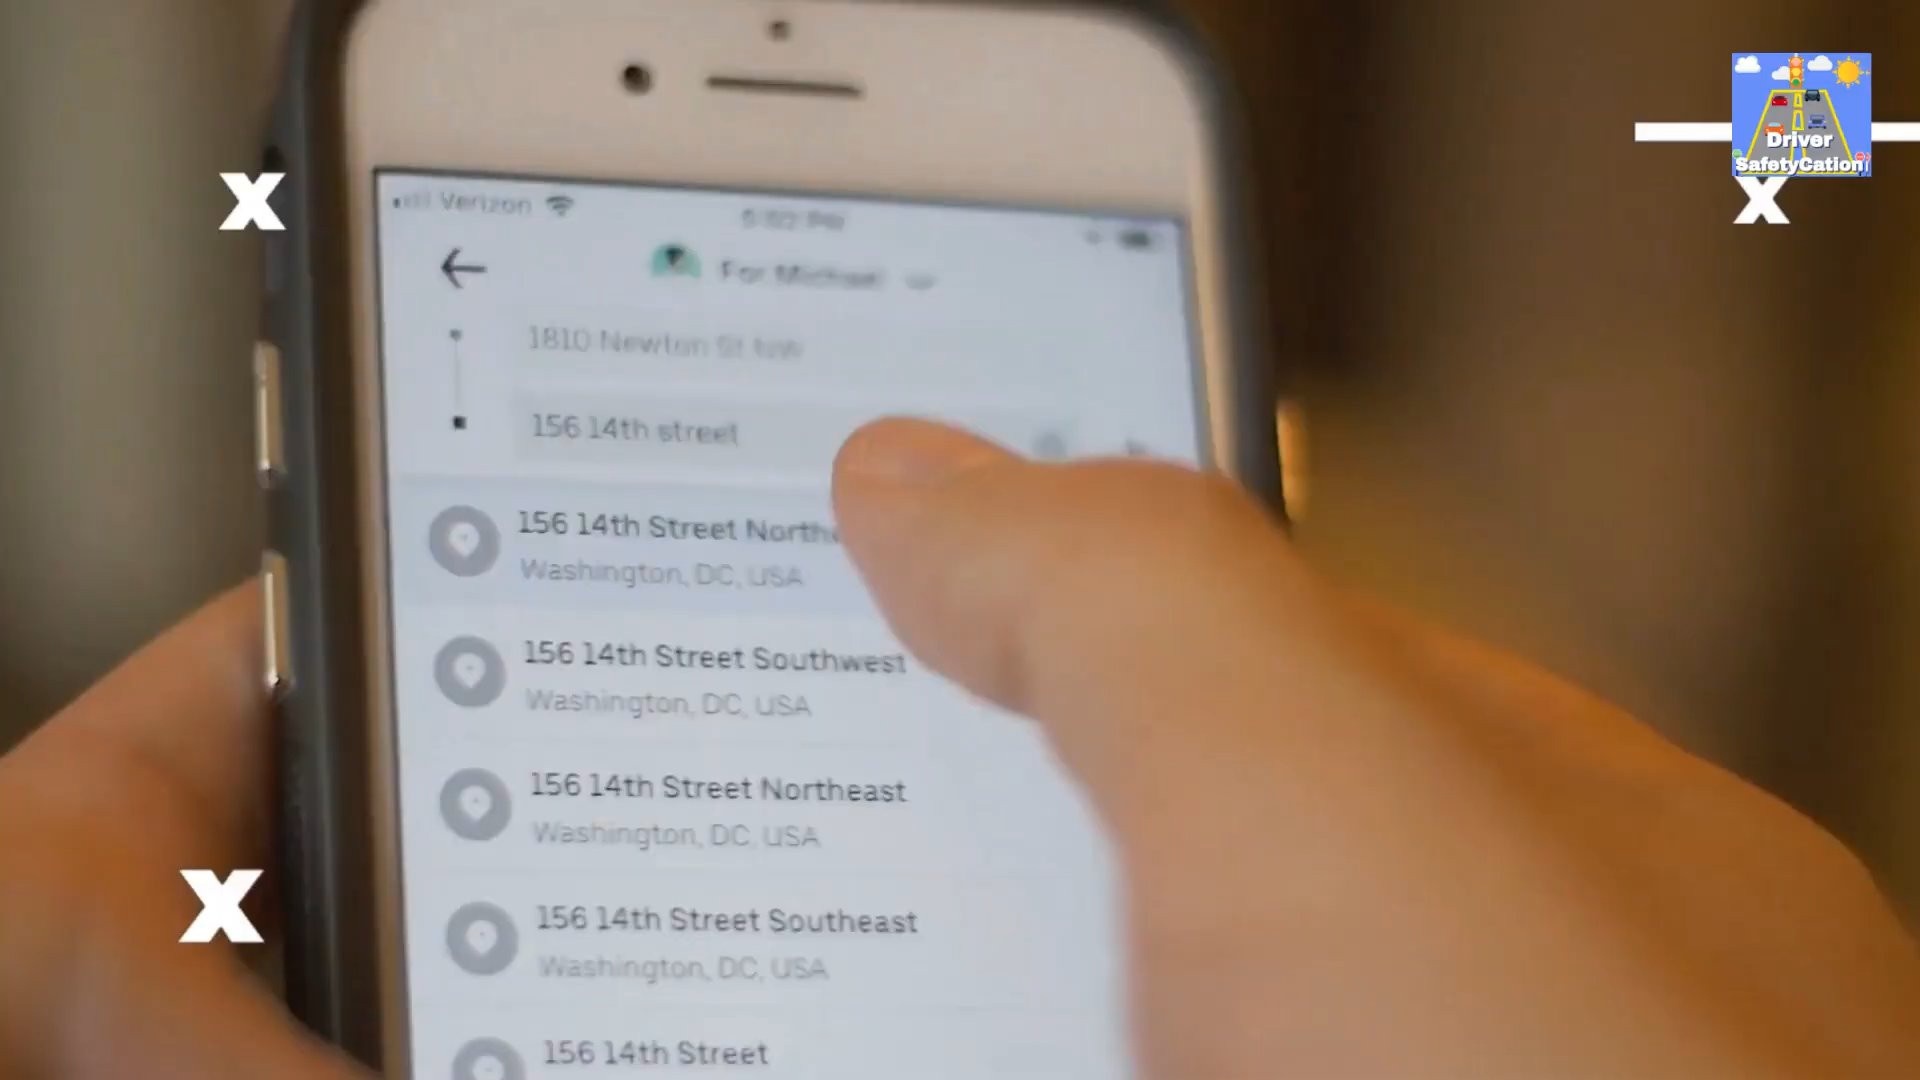 Driver
SafetyCation
Verizon
For Michael
1810 Newton St NW
156 14th street
156 14th Street
Washington, DC, USA
156 14th Street Southwest
Washington, DC, USA
156 14th Street Northeast
Washington, DC, USA
156 14th Street Southeast
Washington, DC, USA
156 14th Street